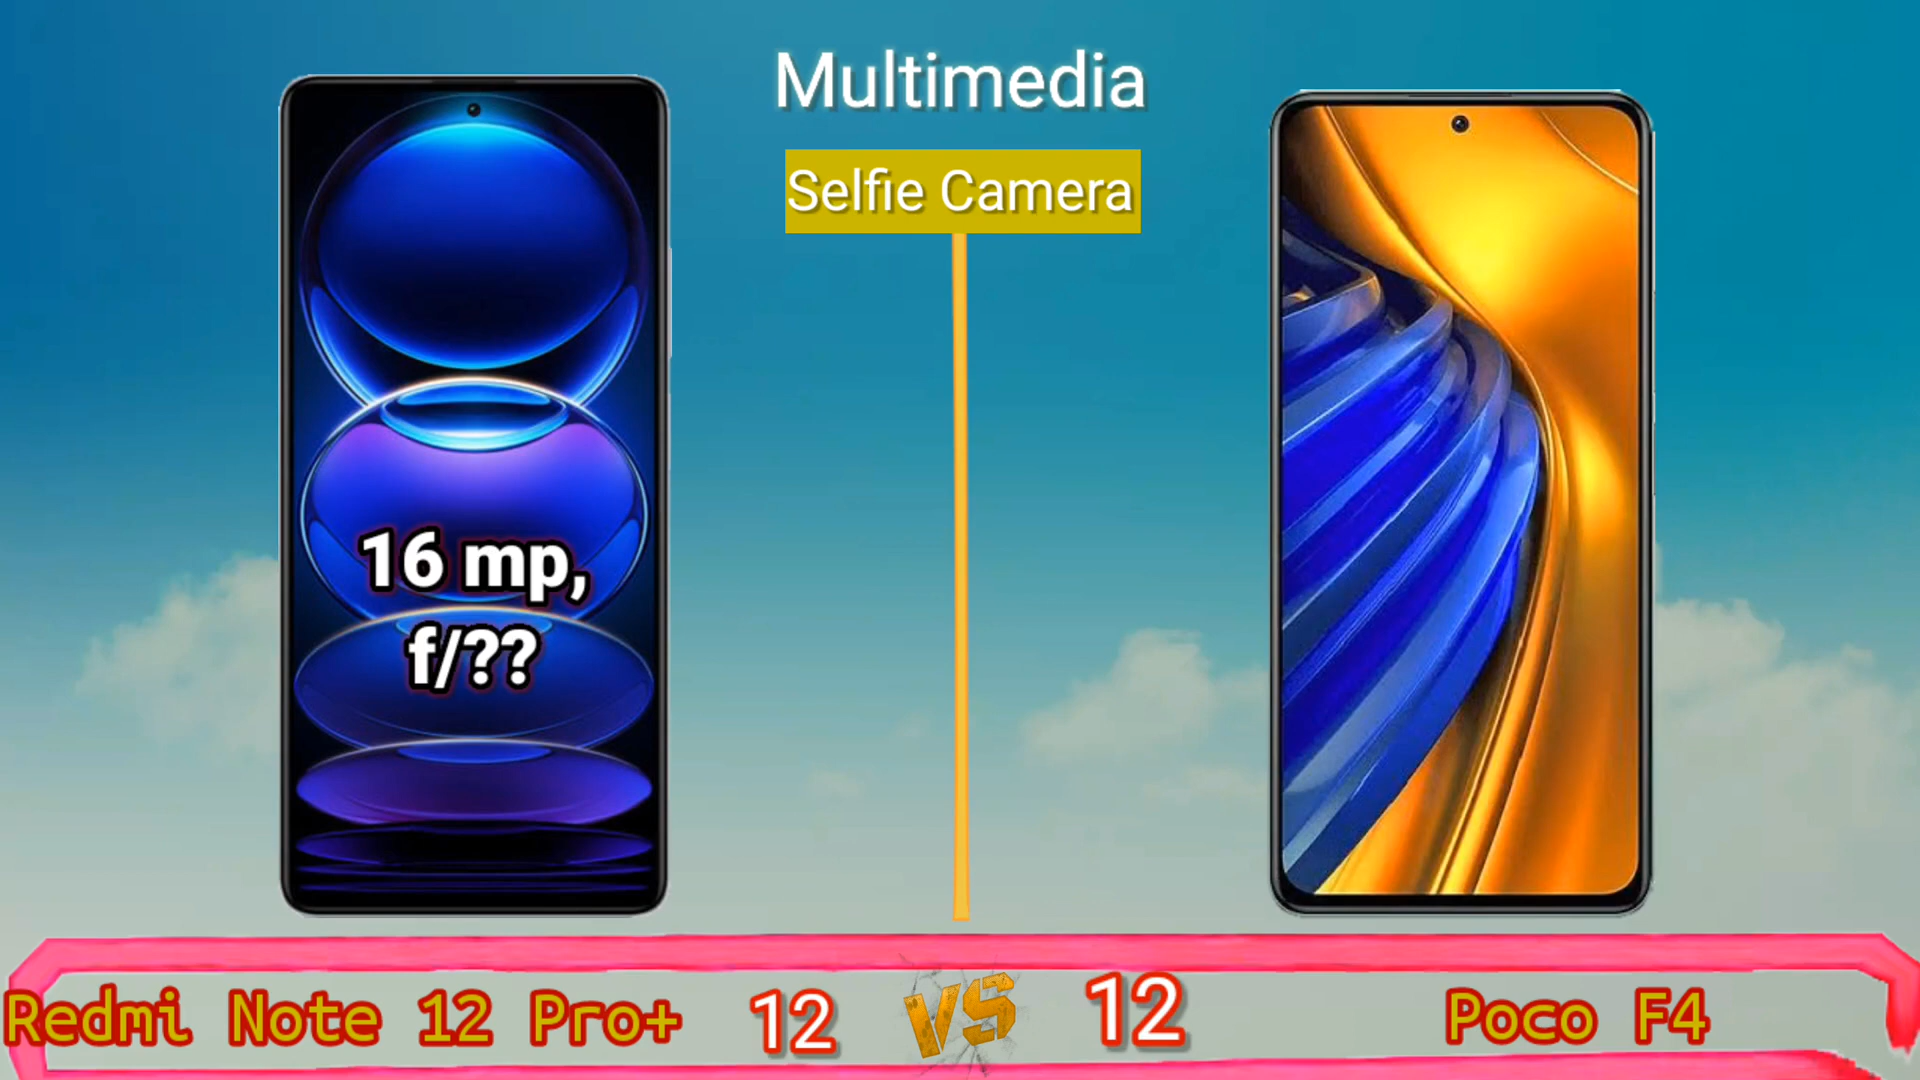 Multimedia
Selfie Camera
16 mp,
f/??
Redmi Note 12 Pro+ 12 VS 12 Poco F4